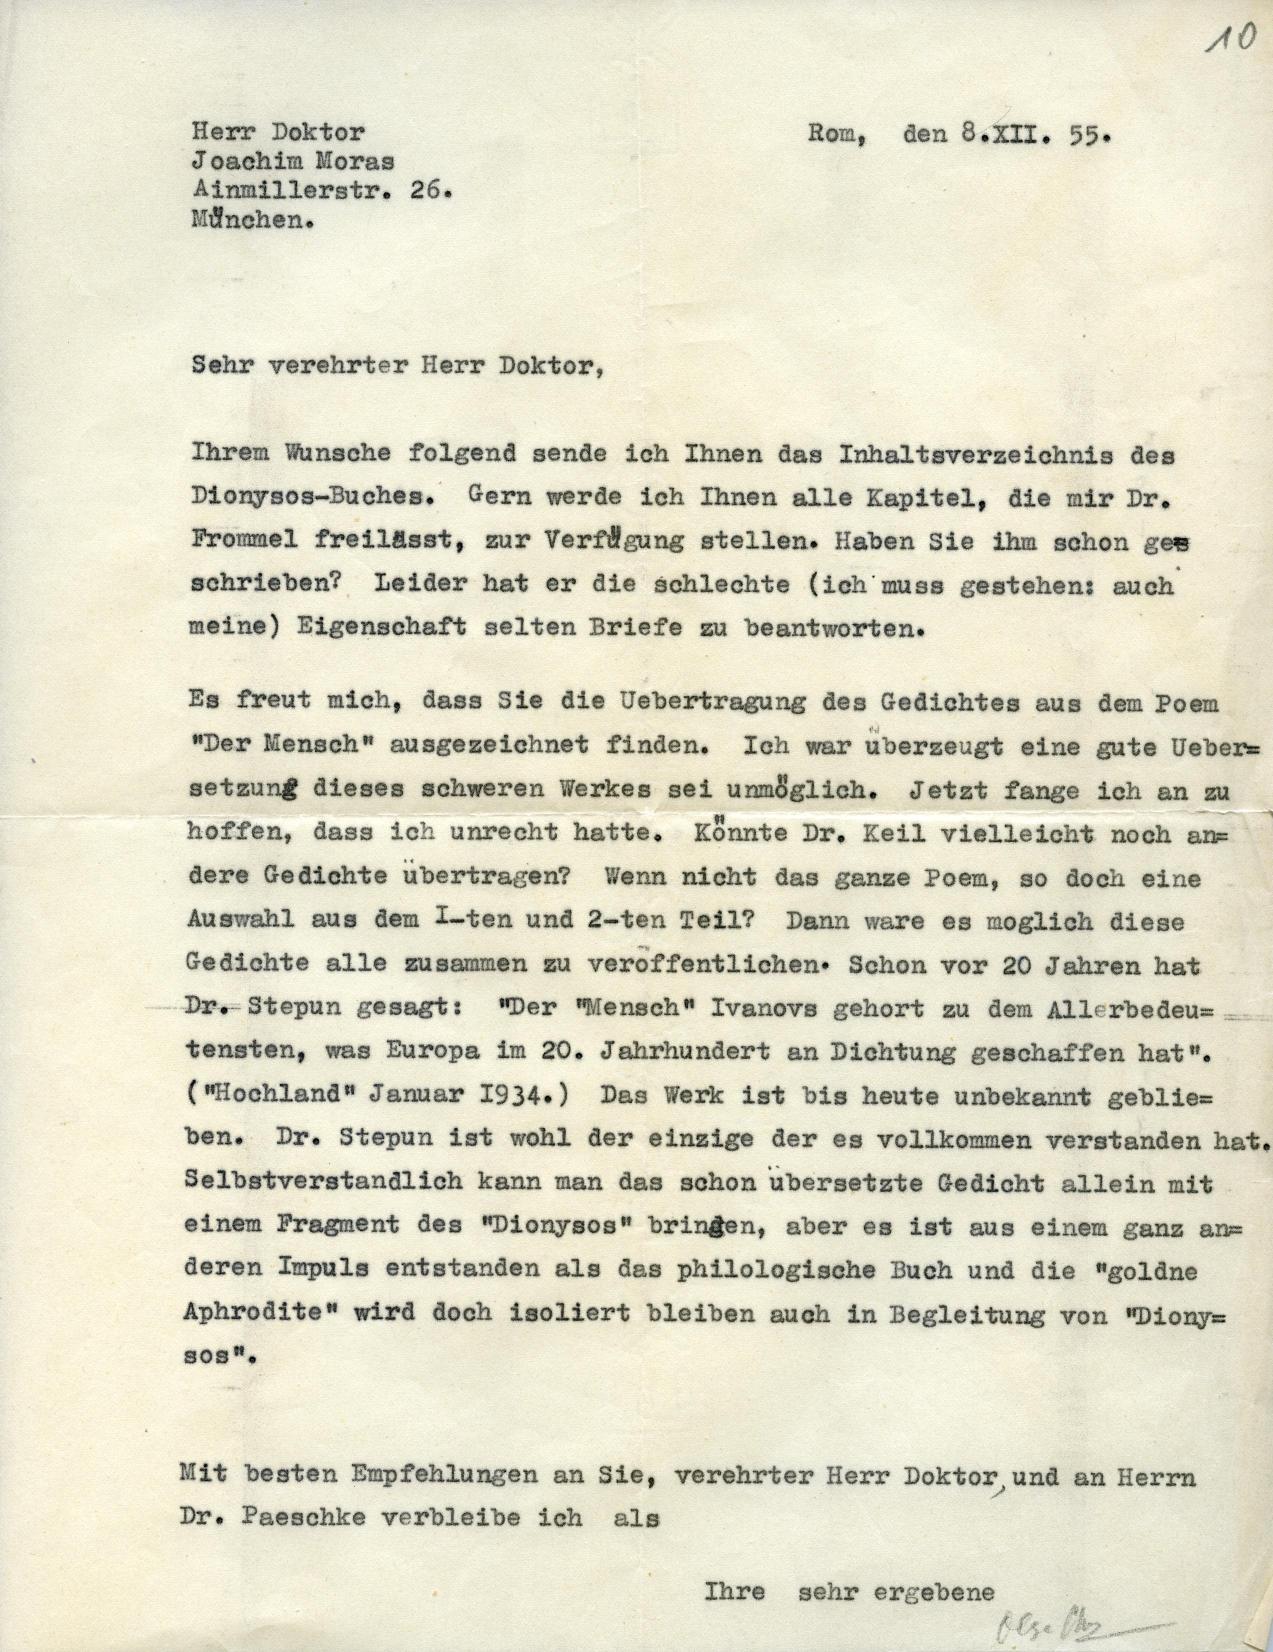 10
Herr Doktor
Rom, den 8.XII. 55.
Joachim Moras
Ainmillerstr. 26.
München.
Sehr verehrter Herr Doktor,
Ihrem Wunsche folgend sende ich Ihnen das Inhaltsverzeichnis des
Dionysos-Buches. Gern werde ich Ihnen alle Kapitel, die mir Dr.
Frommel freilässt, zur Verfügung stellen. Haben Sie ihm schon ge=
schrieben? Leider hat er die schlechte (ich muss gestehen: auch
meine) Eigenschaft selten Briefe zu beantworten.
Es freut mich, dass Sie die Uebertragung des Gedichtes aus dem Poem
"Der Mensch" ausgezeichnet finden. Ich war überzeugt eine gute Ueber=
setzung dieses schweren Werkes sei unmöglich. Jetzt fange ich an zu
hoffen, dass ich unrecht hatte. Könnte Dr. Keil vielleicht noch an=
dere Gedichte übertragen? Wenn nicht das ganze Poem, so doch eine
Auswahl aus dem I-ten und 2-ten Teil? Dann ware es moglich diese
Gedichte alle zusammen zu veröffentlichen. Schon vor 20 Jahren hat
Dr. Stepun gesagt: "Der "Mensch" Ivanovs gehort zu dem Allerbedeu=
tensten, was Europa im 20. Jahrhundert an Dichtung geschaffen hat".
("Hochland" Januar I934.) Das Werk ist bis heute unbekannt geblie=
ben. Dr. Stepun ist wohl der einzige der es vollkommen verstanden hat.
Selbstverstandlich kann man das schon übersetzte Gedicht allein mit
einem Fragment des "Dionysos" bringen, aber es ist aus einem ganz an=
deren Impuls entstanden als das philologische Buch und die "goldne
Aphrodite" wird doch isoliert bleiben auch in Begleitung von "Diony=
sos".
Mit besten Empfehlungen an Sie, verehrter Herr Doktor, und an Herrn
Dr. Paeschke verbleibe ich als
Ihre sehr ergebene